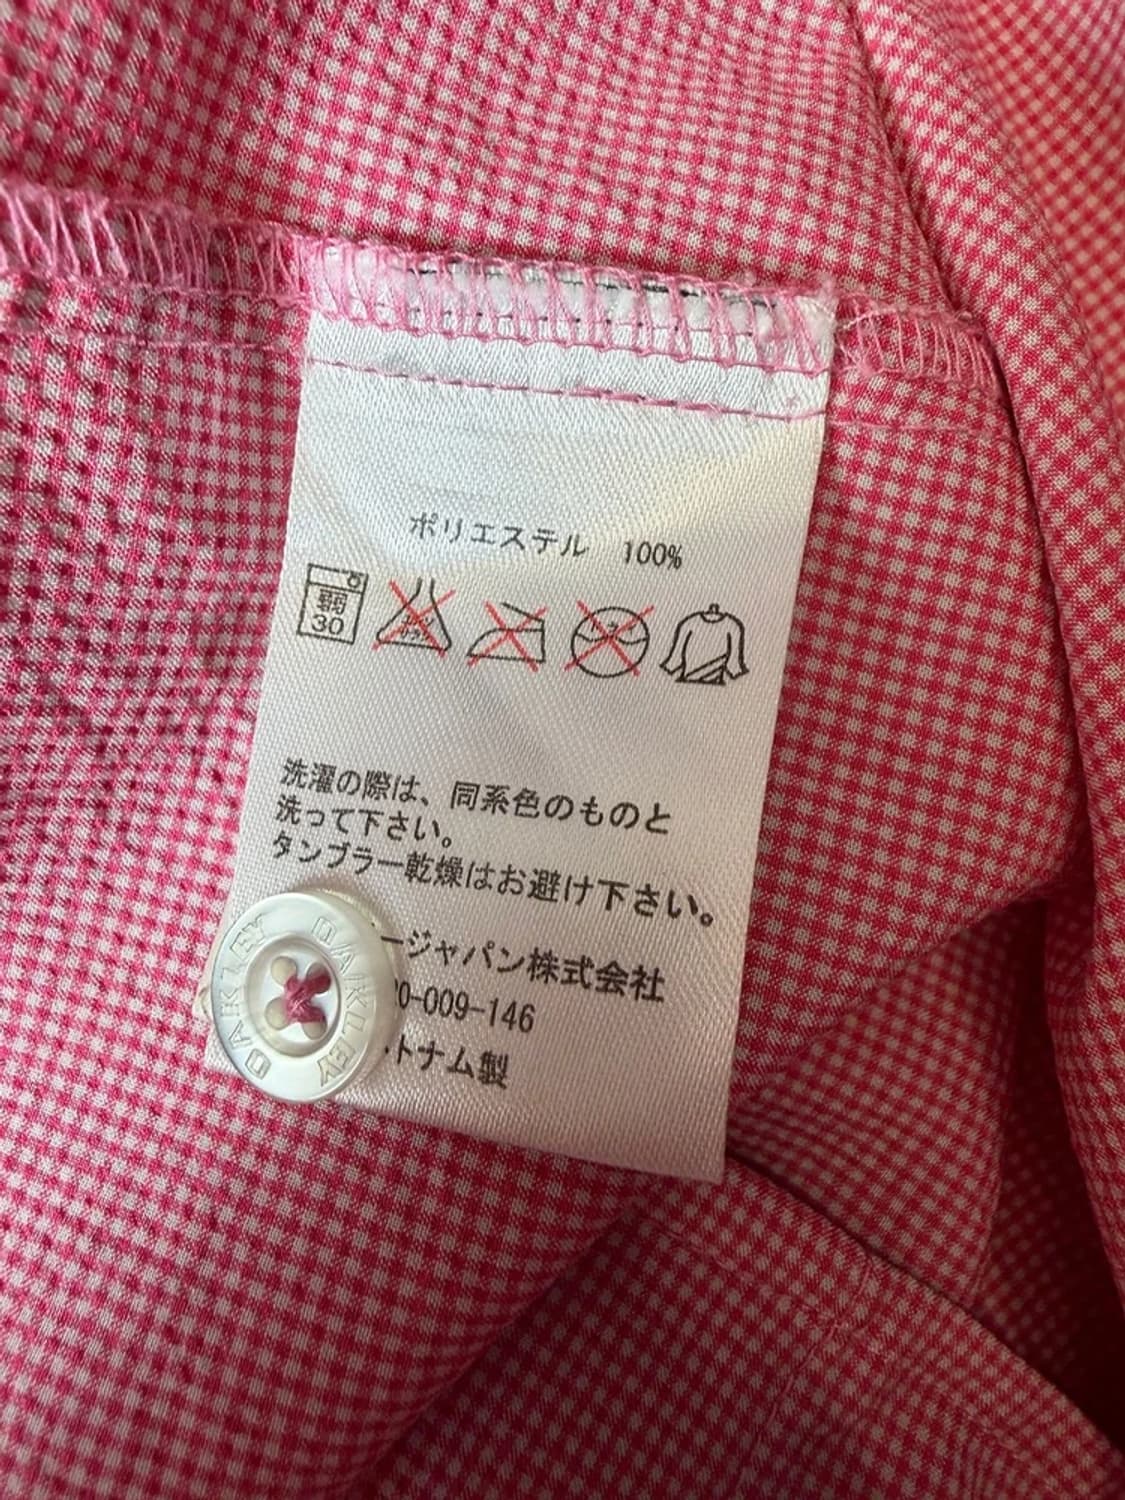 ポリエステル 100%
弱
30
洗濯の際は、同系色のものと
洗って下さい。
タンブラー乾燥はお避け下さい。
ージャパン株式会社
0-009-146
トナム製
OAKLEY OAKLEY